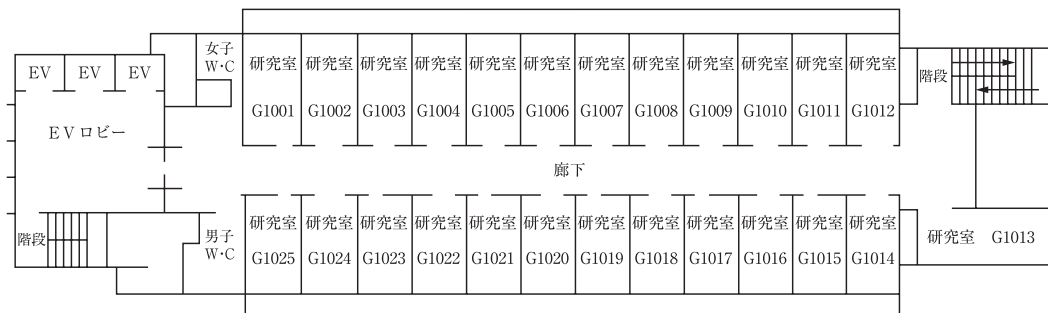 女子
W・C
研究室 研究室 研究室 研究室 研究室 研究室 研究室 研究室 研究室 研究室 研究室 研究室
EV EV EV
階段
G1001 G1002 G1003 G1004 G1005 G1006 G1007 G1008 G1009 G1010 G1011 G1012
EVロビー
廊下
研究室 研究室 研究室 研究室 研究室 研究室 研究室 研究室 研究室 研究室 研究室 研究室
階段
男子
W・C
研究室 G1013
G1025 G1024 G1023 G1022 G1021 G1020 G1019 G1018 G1017 G1016 G1015 G1014